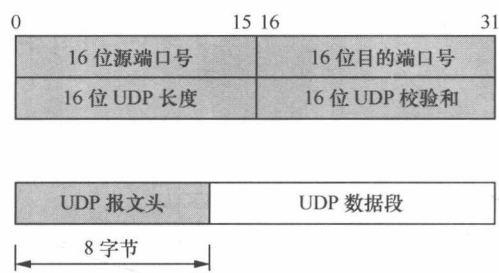 0 15 16 31
16 位源端口号 16 位目的端口号
16 位 UDP 长度 16 位 UDP 校验和
UDP 报文头 UDP 数据段
8 字节